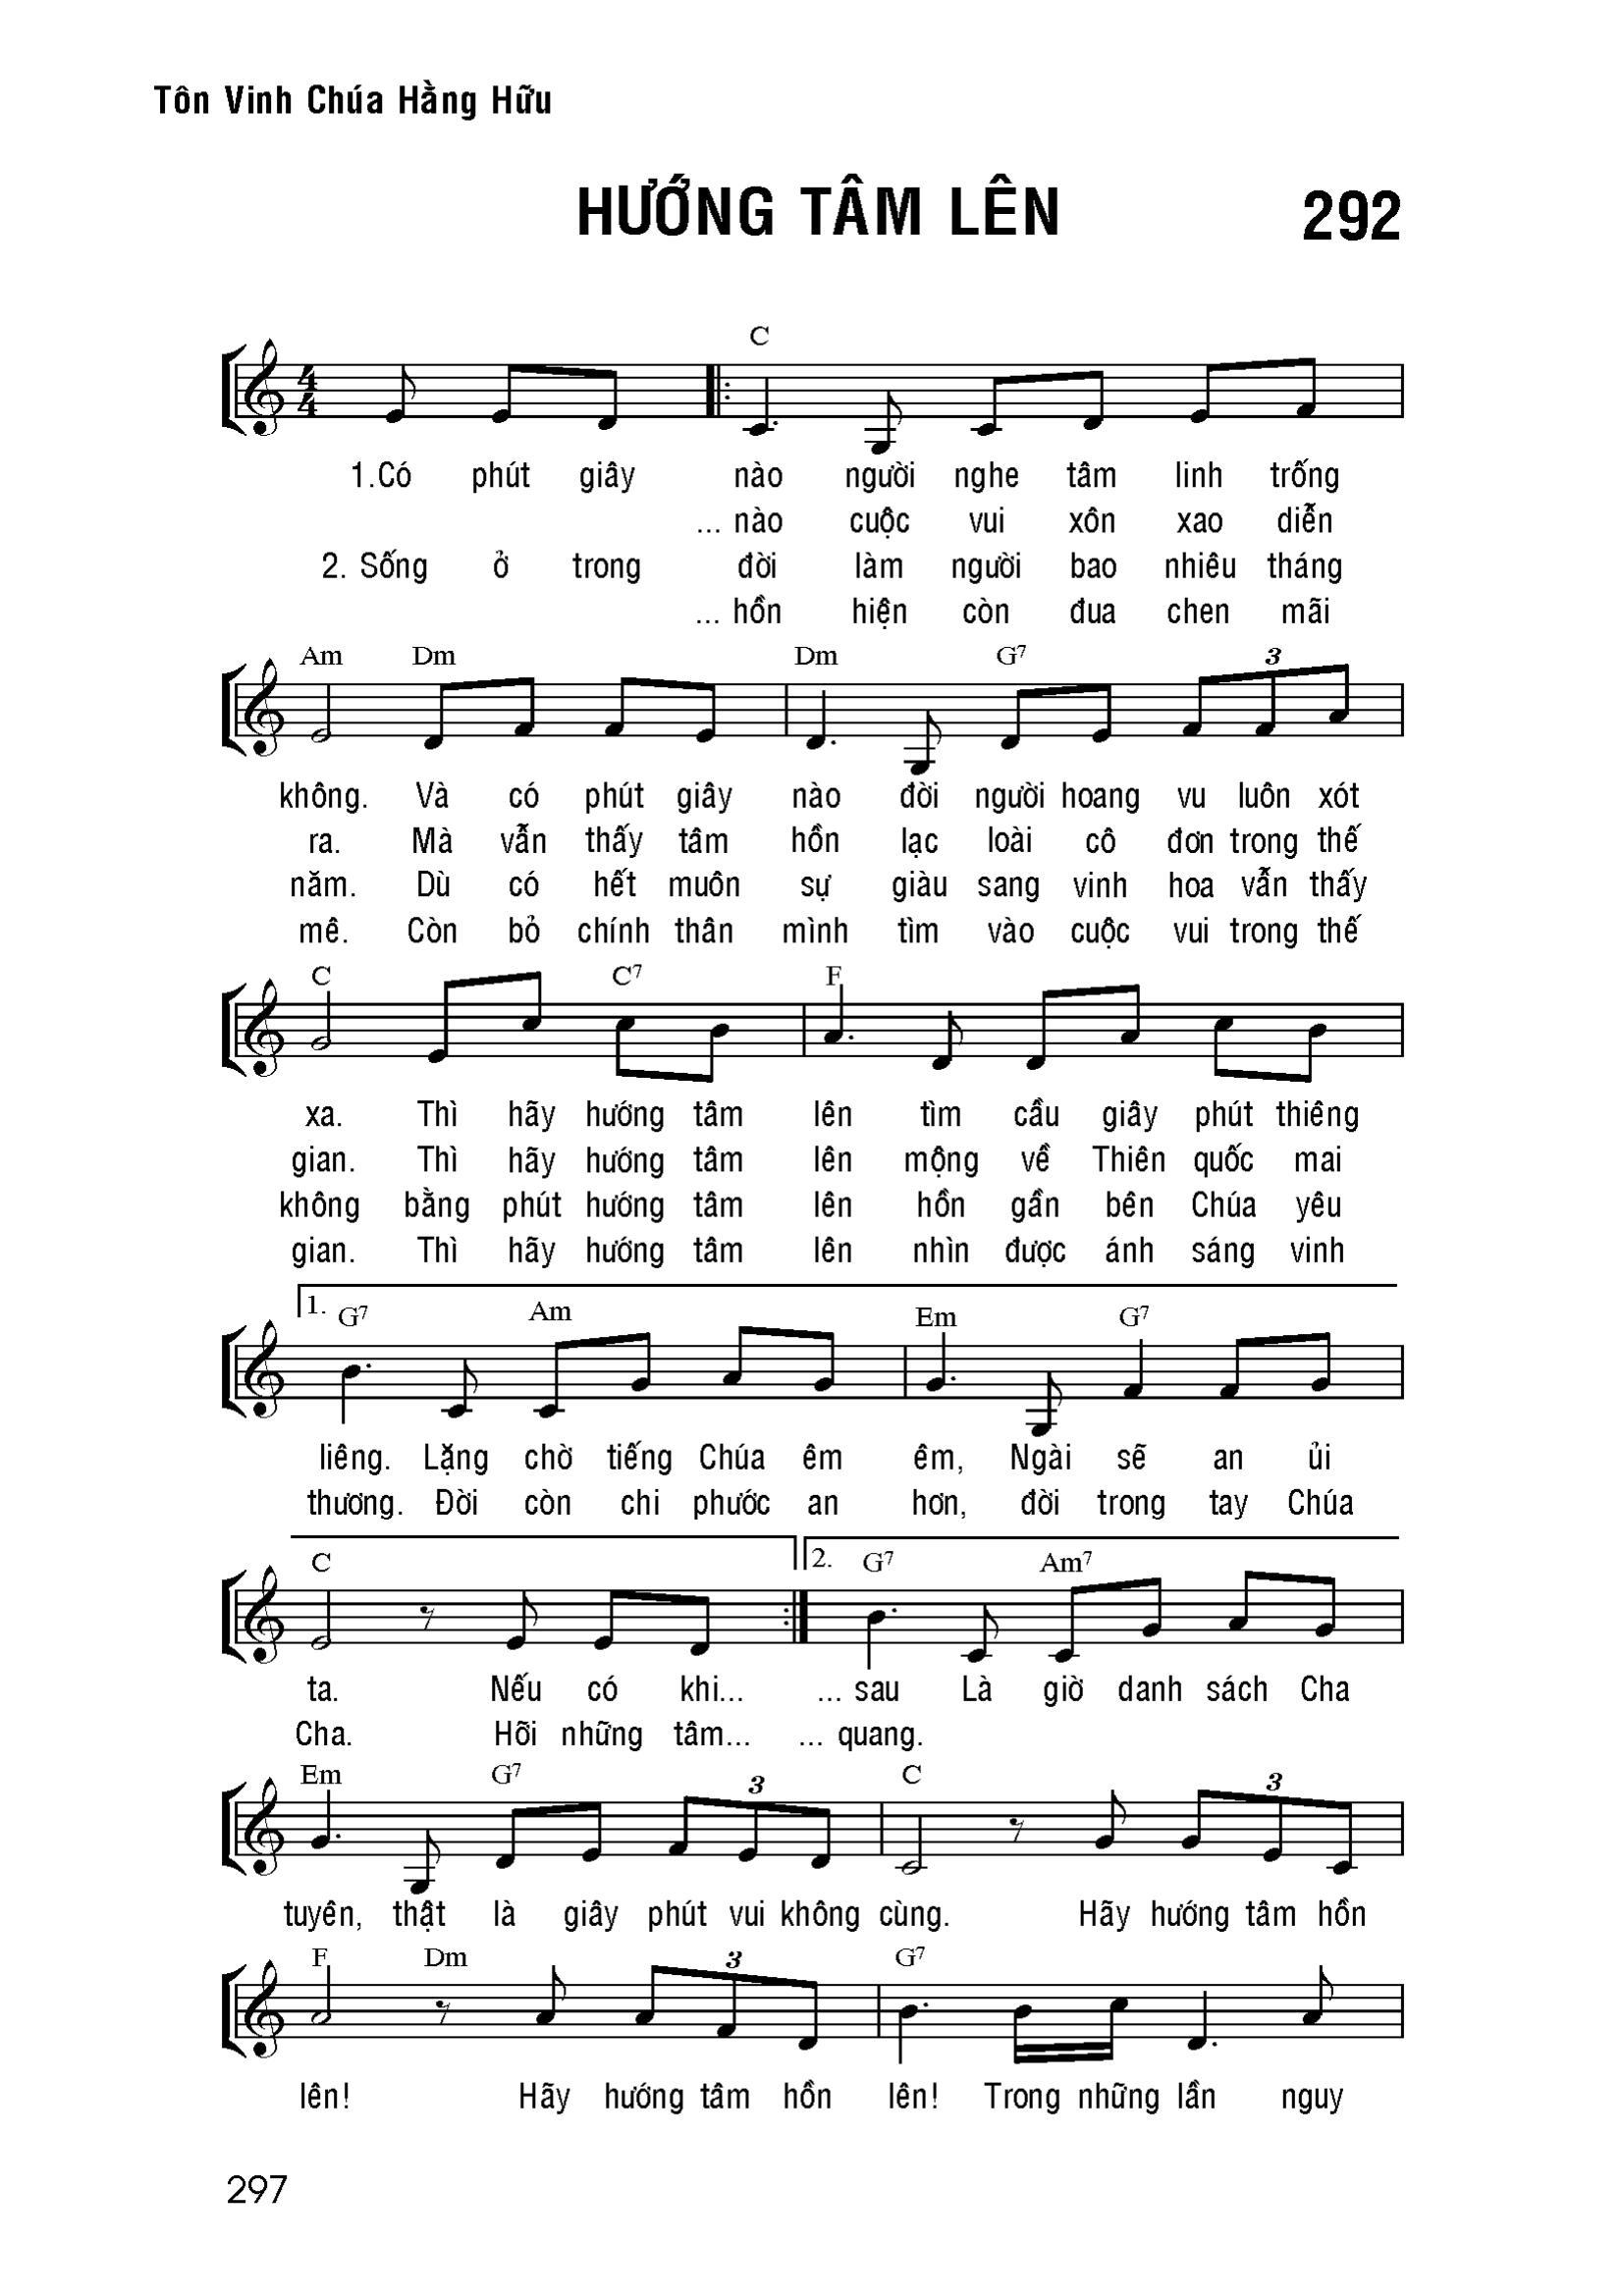 Tôn Vinh Chúa Hằng Hữu
HƯỚNG TÂM LÊN 292
C
4
4
1.Có phút giây nào người nghe tâm linh trống
... nào cuộc vui xôn xao diễn
2. Sống ở trong đời làm người bao nhiêu tháng
... hồn hiện còn đua chen mãi
Am Dm Dm G7 3
không. Và có phút giây nào đời người hoang vu luôn xót
ra. Mà vẫn thấy tâm hồn lạc loài cô đơn trong thế
năm. Dù có hết muôn sự giàu sang vinh hoa vẫn thấy
mê. Còn bỏ chính thân mình tìm vào cuộc vui trong thế
C C7 F
xa. Thì hãy hướng tâm lên tìm cầu giây phút thiêng
gian. Thì hãy hướng tâm lên mộng về Thiên quốc mai
không bằng phút hướng tâm lên hồn gần bên Chúa yêu
gian. Thì hãy hướng tâm lên nhìn được ánh sáng vinh
1. G7 Am Em G7
liêng. Lặng chờ tiếng Chúa êm êm, Ngài sẽ an ủi
thương. Đời còn chi phước an hơn, đời trong tay Chúa
C 2. G7 Am7
ta. Nếu có khi... ... sau Là giờ danh sách Cha
Cha. Hỡi những tâm... ... quang.
Em G7 3 C 3
tuyên, thật là giây phút vui không cùng. Hãy hướng tâm hồn
F Dm 3 G7
lên! Hãy hướng tâm hồn lên! Trong những lần nguy
297